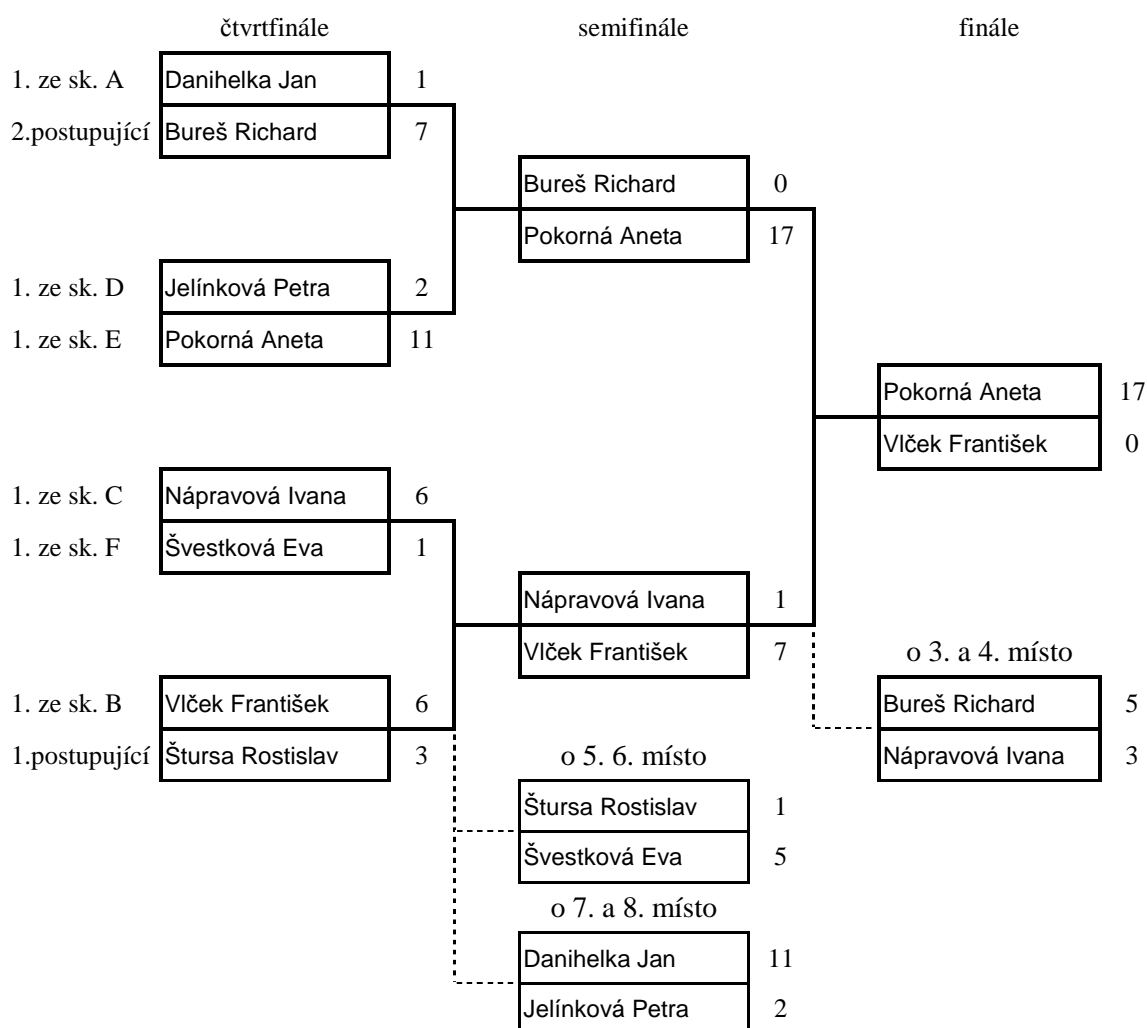 čtvrtfinále semifinále finále
1. ze sk. A Danihelka Jan 1
2.postupující Bureš Richard 7
Bureš Richard 0
Pokorná Aneta 17
1. ze sk. D Jelínková Petra 2
1. ze sk. E Pokorná Aneta 11
Pokorná Aneta 17
Vlček František 0
1. ze sk. C Nápravová Ivana 6
1. ze sk. F Švestková Eva 1
Nápravová Ivana 1
Vlček František 7
o 3. a 4. místo
1. ze sk. B Vlček František 6
Bureš Richard 5
1.postupující Štursa Rostislav 3
Nápravová Ivana 3
o 5. 6. místo
Štursa Rostislav 1
Švestková Eva 5
o 7. a 8. místo
Danihelka Jan 11
Jelínková Petra 2